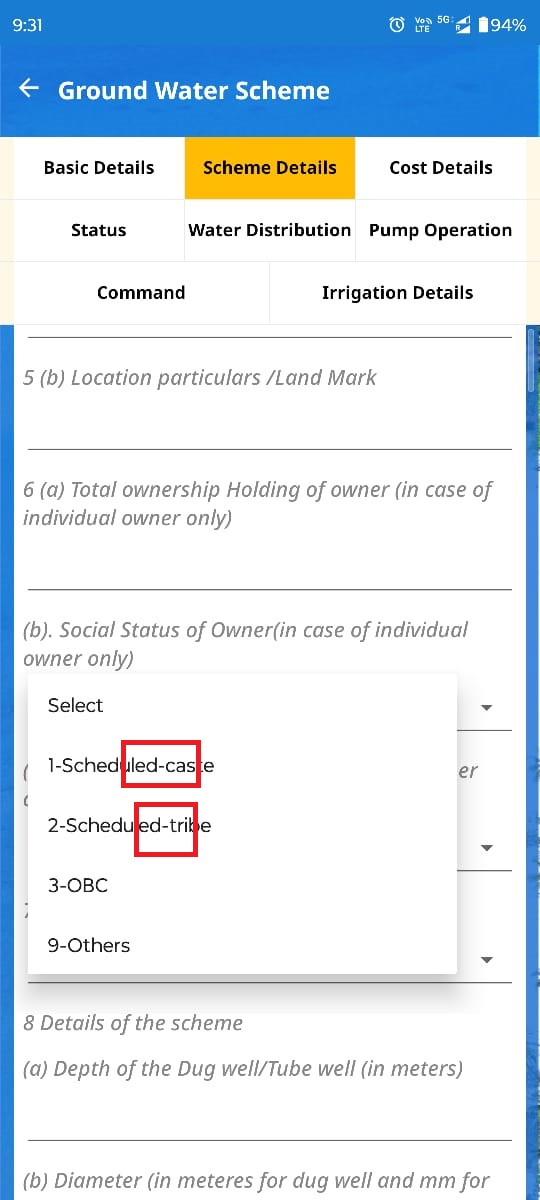 9:31
Vo)) LTE 5G R 94%
Ground Water Scheme
Basic Details
Scheme Details
Cost Details
Status
Water Distribution
Pump Operation
Command
Irrigation Details
5 (b) Location particulars /Land Mark
6 (a) Total ownership Holding of owner (in case of
individual owner only)
(b). Social Status of Owner(in case of individual
owner only)
Select
1-Scheduled-caste
er
2-Scheduled-tribe
3-OBC
9-Others
8 Details of the scheme
(a) Depth of the Dug well/Tube well (in meters)
(b) Diameter (in meteres for dug well and mm for